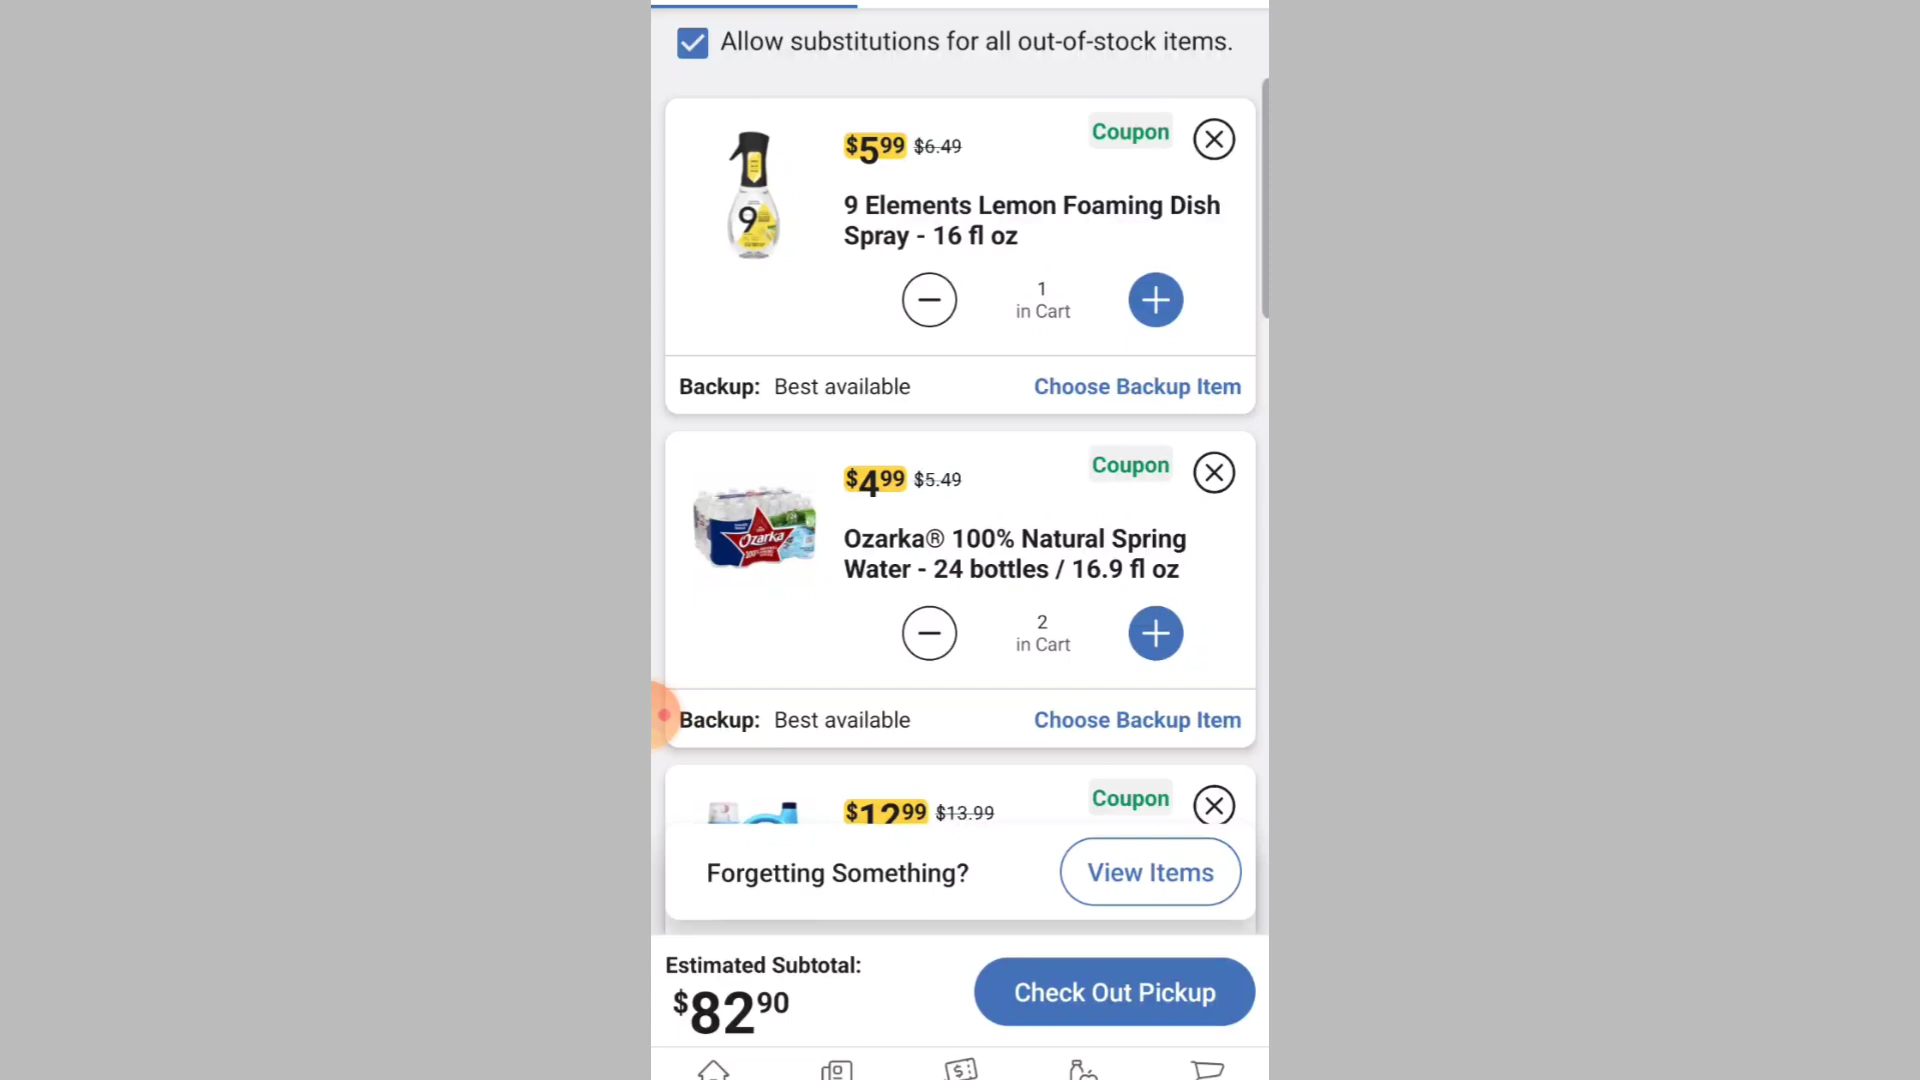 Allow substitutions for all out-of-stock items.
$5.99 $6.49
Coupon
9 Elements Lemon Foaming Dish
Spray - 16 fl oz
9
1
in Cart
Backup: Best available
Choose Backup Item
$4.99 $5.49
Coupon
Ozarka
100%
Ozarka® 100% Natural Spring
Water - 24 bottles / 16.9 fl oz
2
in Cart
Backup: Best available
Choose Backup Item
$12.99 $13.99
Coupon
Forgetting Something?
View Items
Estimated Subtotal:
$82.90
Check Out Pickup